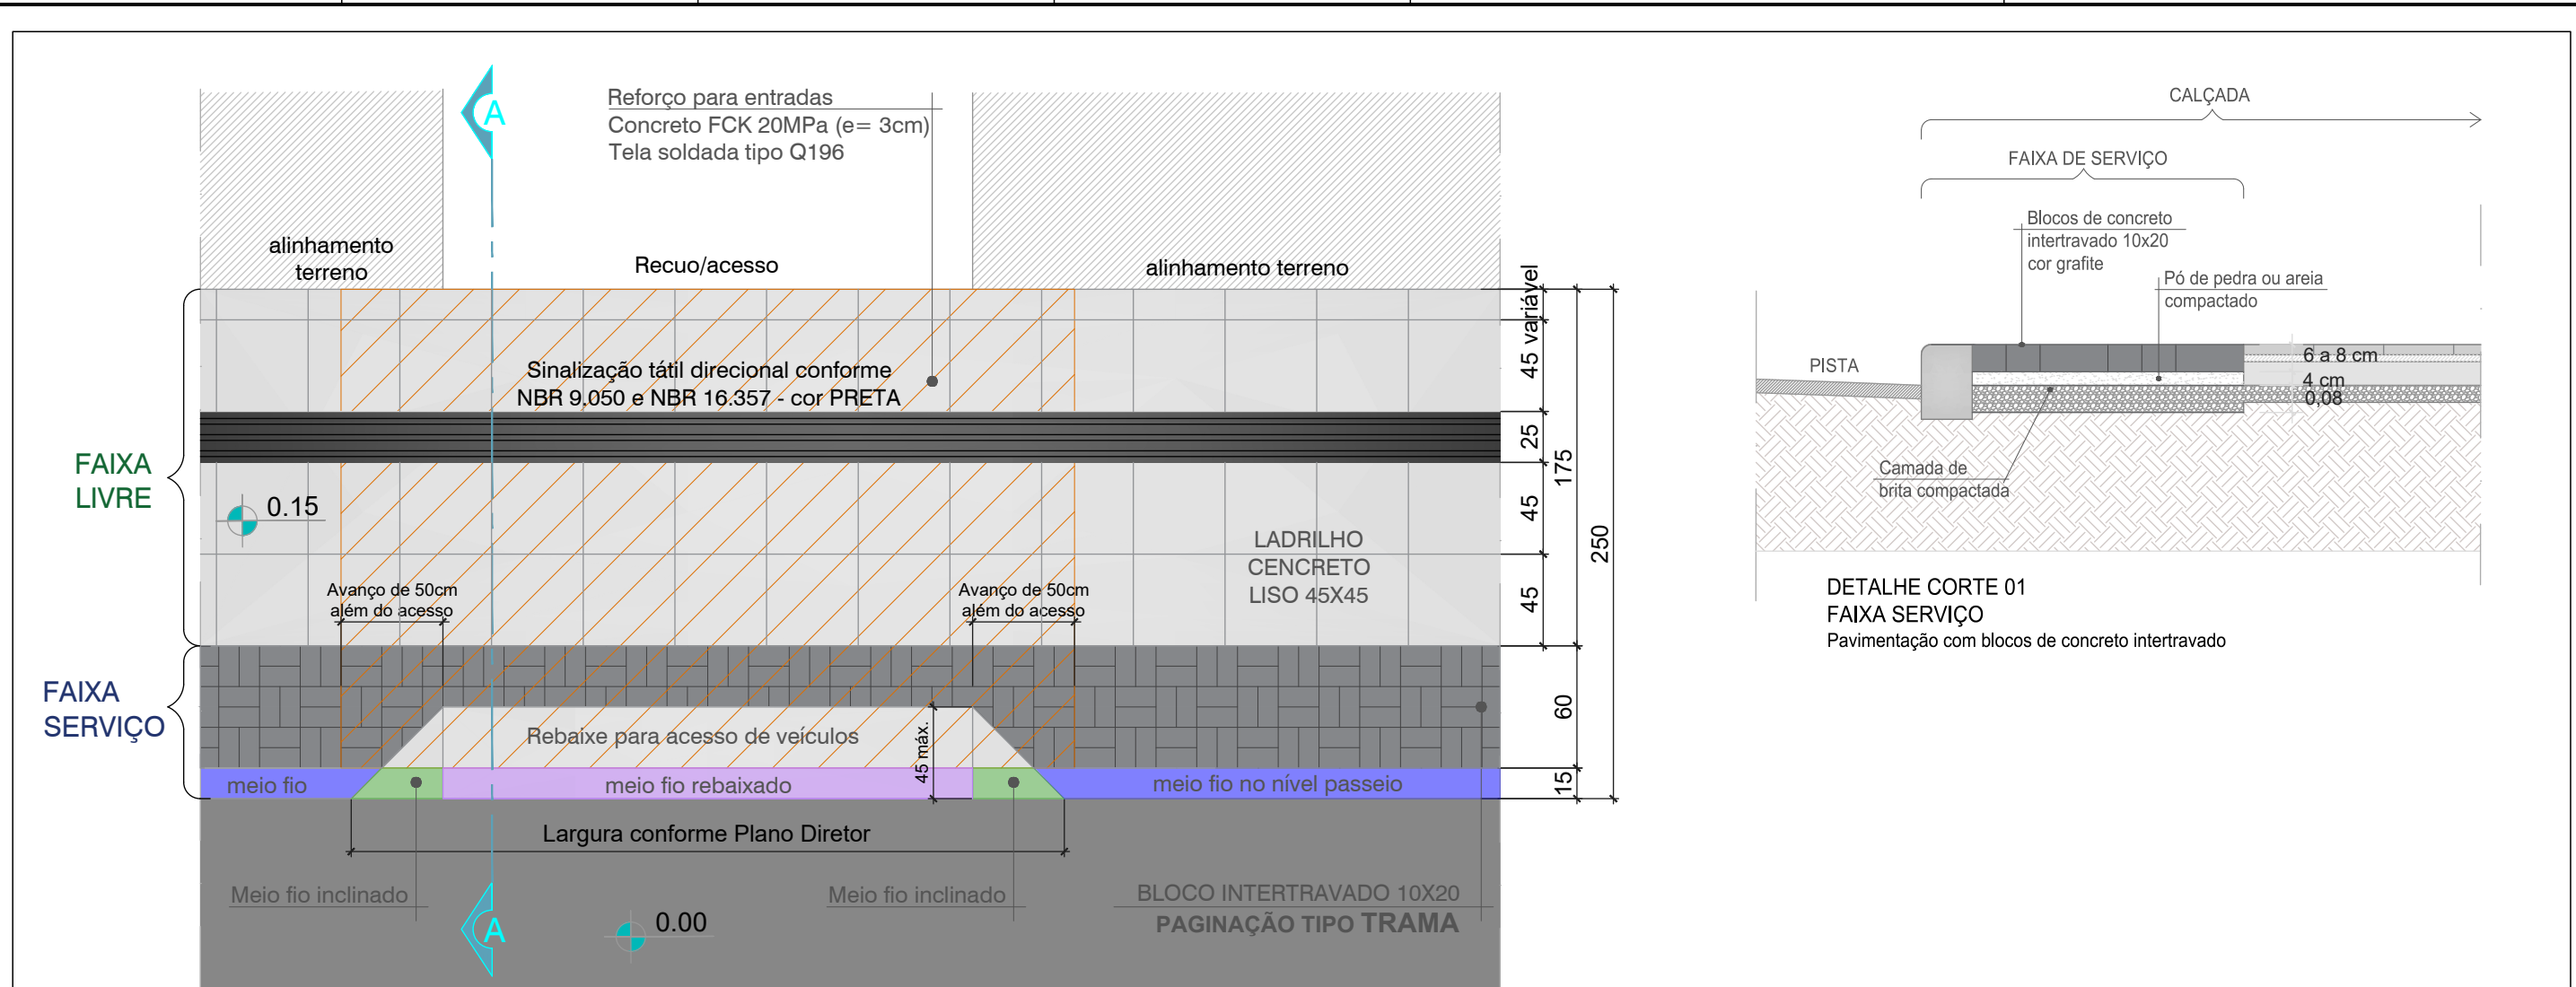 A
Reforço para entradas
Concreto FCK 20MPa (e= 3cm)
Tela soldada tipo Q196
alinhamento
terreno
Recuo/acesso
alinhamento terreno
Sinalização tátil direcional conforme
NBR 9.050 e NBR 16.357 - cor PRETA
FAIXA
LIVRE
0.15
LADRILHO
CENCRETO
LISO 45X45
Avanço de 50cm
além do acesso
Avanço de 50cm
além do acesso
FAIXA
SERVIÇO
Rebaixe para acesso de veículos
45 máx.
meio fio
meio fio rebaixado
meio fio no nível passeio
Largura conforme Plano Diretor
Meio fio inclinado
Meio fio inclinado
BLOCO INTERTRAVADO 10X20
PAGINAÇÃO TIPO TRAMA
A
0.00
variável
45
25
45
45
175
60
15
250
CALÇADA
FAIXA DE SERVIÇO
Blocos de concreto
intertravado 10x20
cor grafite
Pó de pedra ou areia
compactado
PISTA
6 a 8 cm
4 cm
0,08
Camada de
brita compactada
DETALHE CORTE 01
FAIXA SERVIÇO
Pavimentação com blocos de concreto intertravado